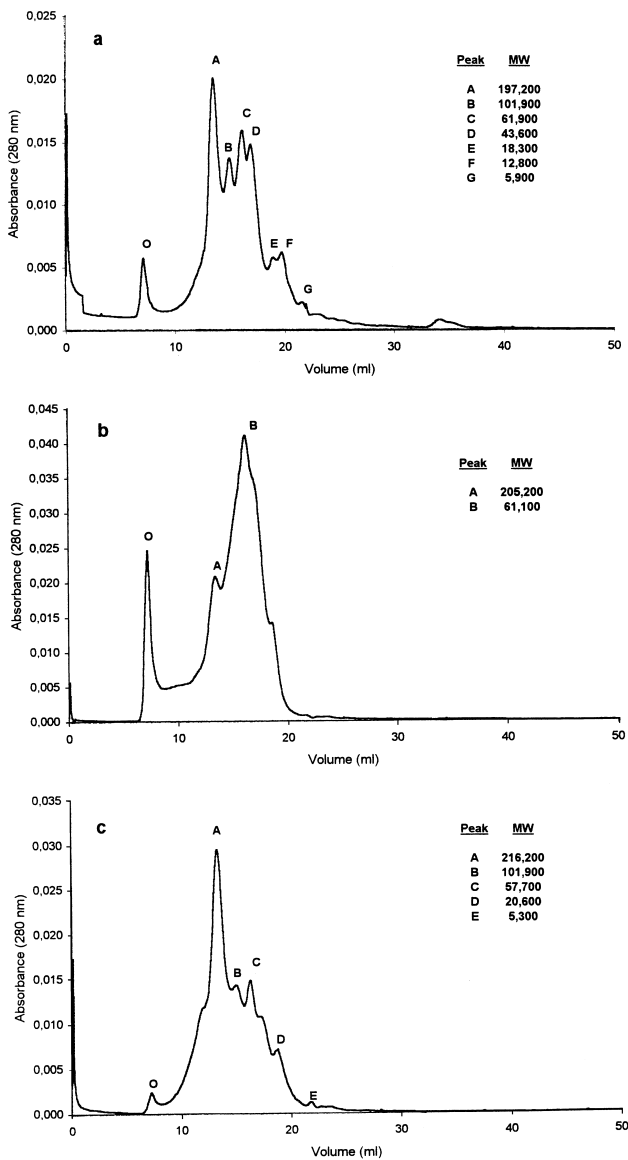 a
Absorbance (280 nm)
0,025
0,020
0,015
0,010
0,005
0,000
A
B
C
D
E
F
G
O
Peak MW
A 197,200
B 101,900
C 61,900
D 43,600
E 18,300
F 12,800
G 5,900
0 10 20 30 40 50
Volume (ml)
b
Absorbance (280 nm)
0,045
0,040
0,035
0,030
0,025
0,020
0,015
0,010
0,005
0,000
O
A
B
Peak MW
A 205,200
B 61,100
0 10 20 30 40 50
Volume (ml)
c
Absorbance (280 nm)
0,035
0,030
0,025
0,020
0,015
0,010
0,005
0,000
O
A
B
C
D
E
Peak MW
A 216,200
B 101,900
C 57,700
D 20,600
E 5,300
0 10 20 30 40 50
Volume (ml)